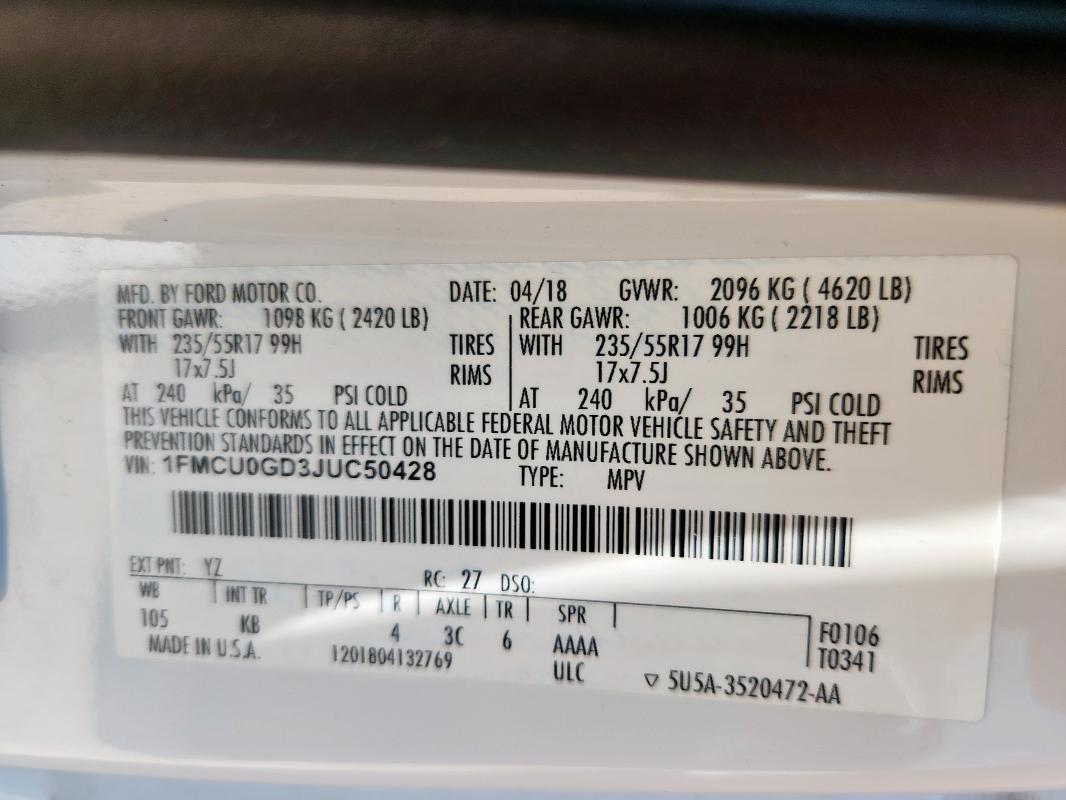 MFD. BY FORD MOTOR CO. DATE: 04/18 GVWR: 2096 KG ( 4620 LB)
FRONT GAWR: 1098 KG ( 2420 LB) REAR GAWR: 1006 KG ( 2218 LB)
WITH 235/55R17 99H TIRES WITH 235/55R17 99H TIRES
17x7.5J RIMS 17x7.5J RIMS
AT 240 kPa/ 35 PSI COLD AT 240 kPa/ 35 PSI COLD
THIS VEHICLE CONFORMS TO ALL APPLICABLE FEDERAL MOTOR VEHICLE SAFETY AND THEFT
PREVENTION STANDARDS IN EFFECT ON THE DATE OF MANUFACTURE SHOWN ABOVE.
VIN: 1FMCU0GD3JUC50428 TYPE: MPV
EXT PNT: YZ RC: 27 DSO:
WB INT TR TP/PS R AXLE TR SPR
105 KB 4 3C 6 AAAA F0106
MADE IN U.S.A. 1201804132769 ULC T0341
▽ 5U5A-3520472-AA